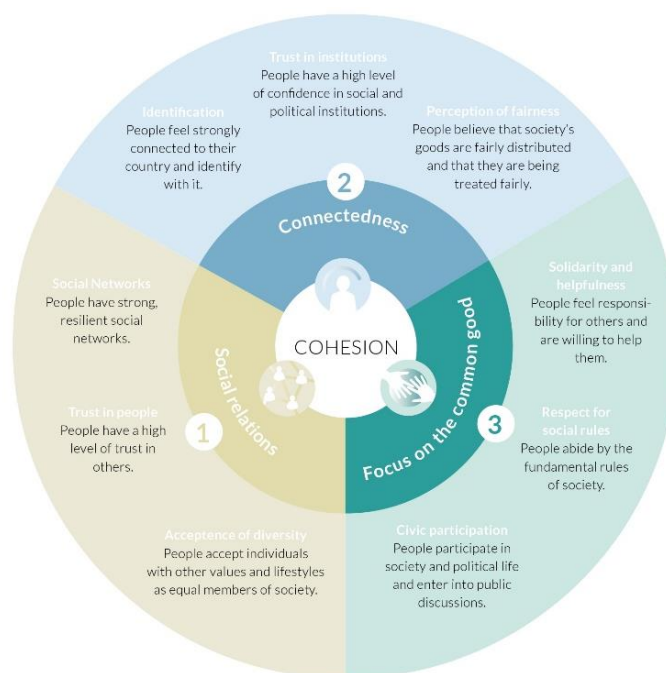 Trust in institutions
People have a high level
of confidence in social and
political institutions.
Identification
People feel strongly
connected to their
country and identify
with it.
Perception of fairness
People believe that society's
goods are fairly distributed
and that they are being
treated fairly.
2
Connectedness
Social Networks
People have strong,
resilient social
networks.
Solidarity and
helpfulness
People feel responsi-
bility for others and
are willing to help
them.
COHESION
Social relations
Focus on the common good
Trust in people
People have a high
level of trust in
others.
1
3
Respect for
social rules
People abide by the
fundamental rules
of society.
Acceptence of diversity
People accept individuals
with other values and lifestyles
as equal members of society.
Civic participation
People participate in
society and political life
and enter into public
discussions.